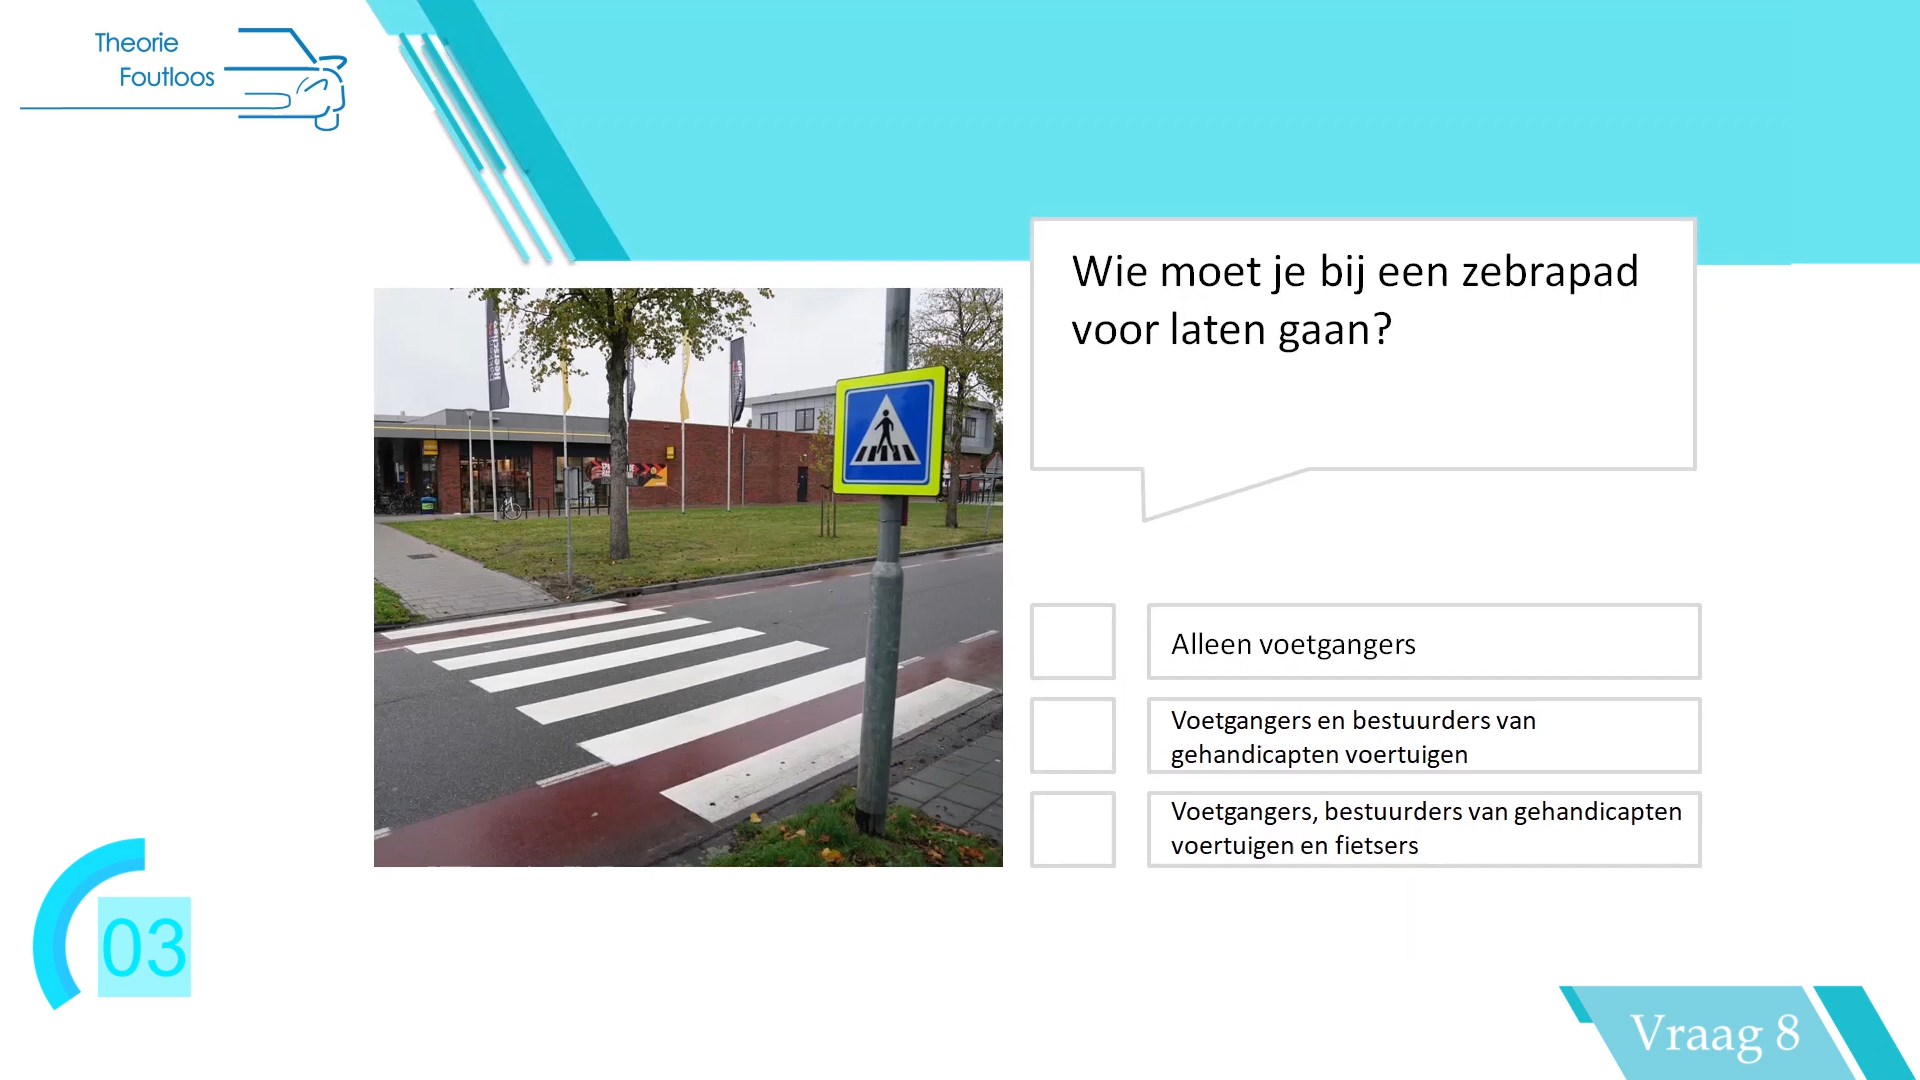 Theorie
Foutloos
Wie moet je bij een zebrapad
voor laten gaan?
Alleen voetgangers
Voetgangers en bestuurders van
gehandicapten voertuigen
Voetgangers, bestuurders van gehandicapten
voertuigen en fietsers
03
Vraag 8